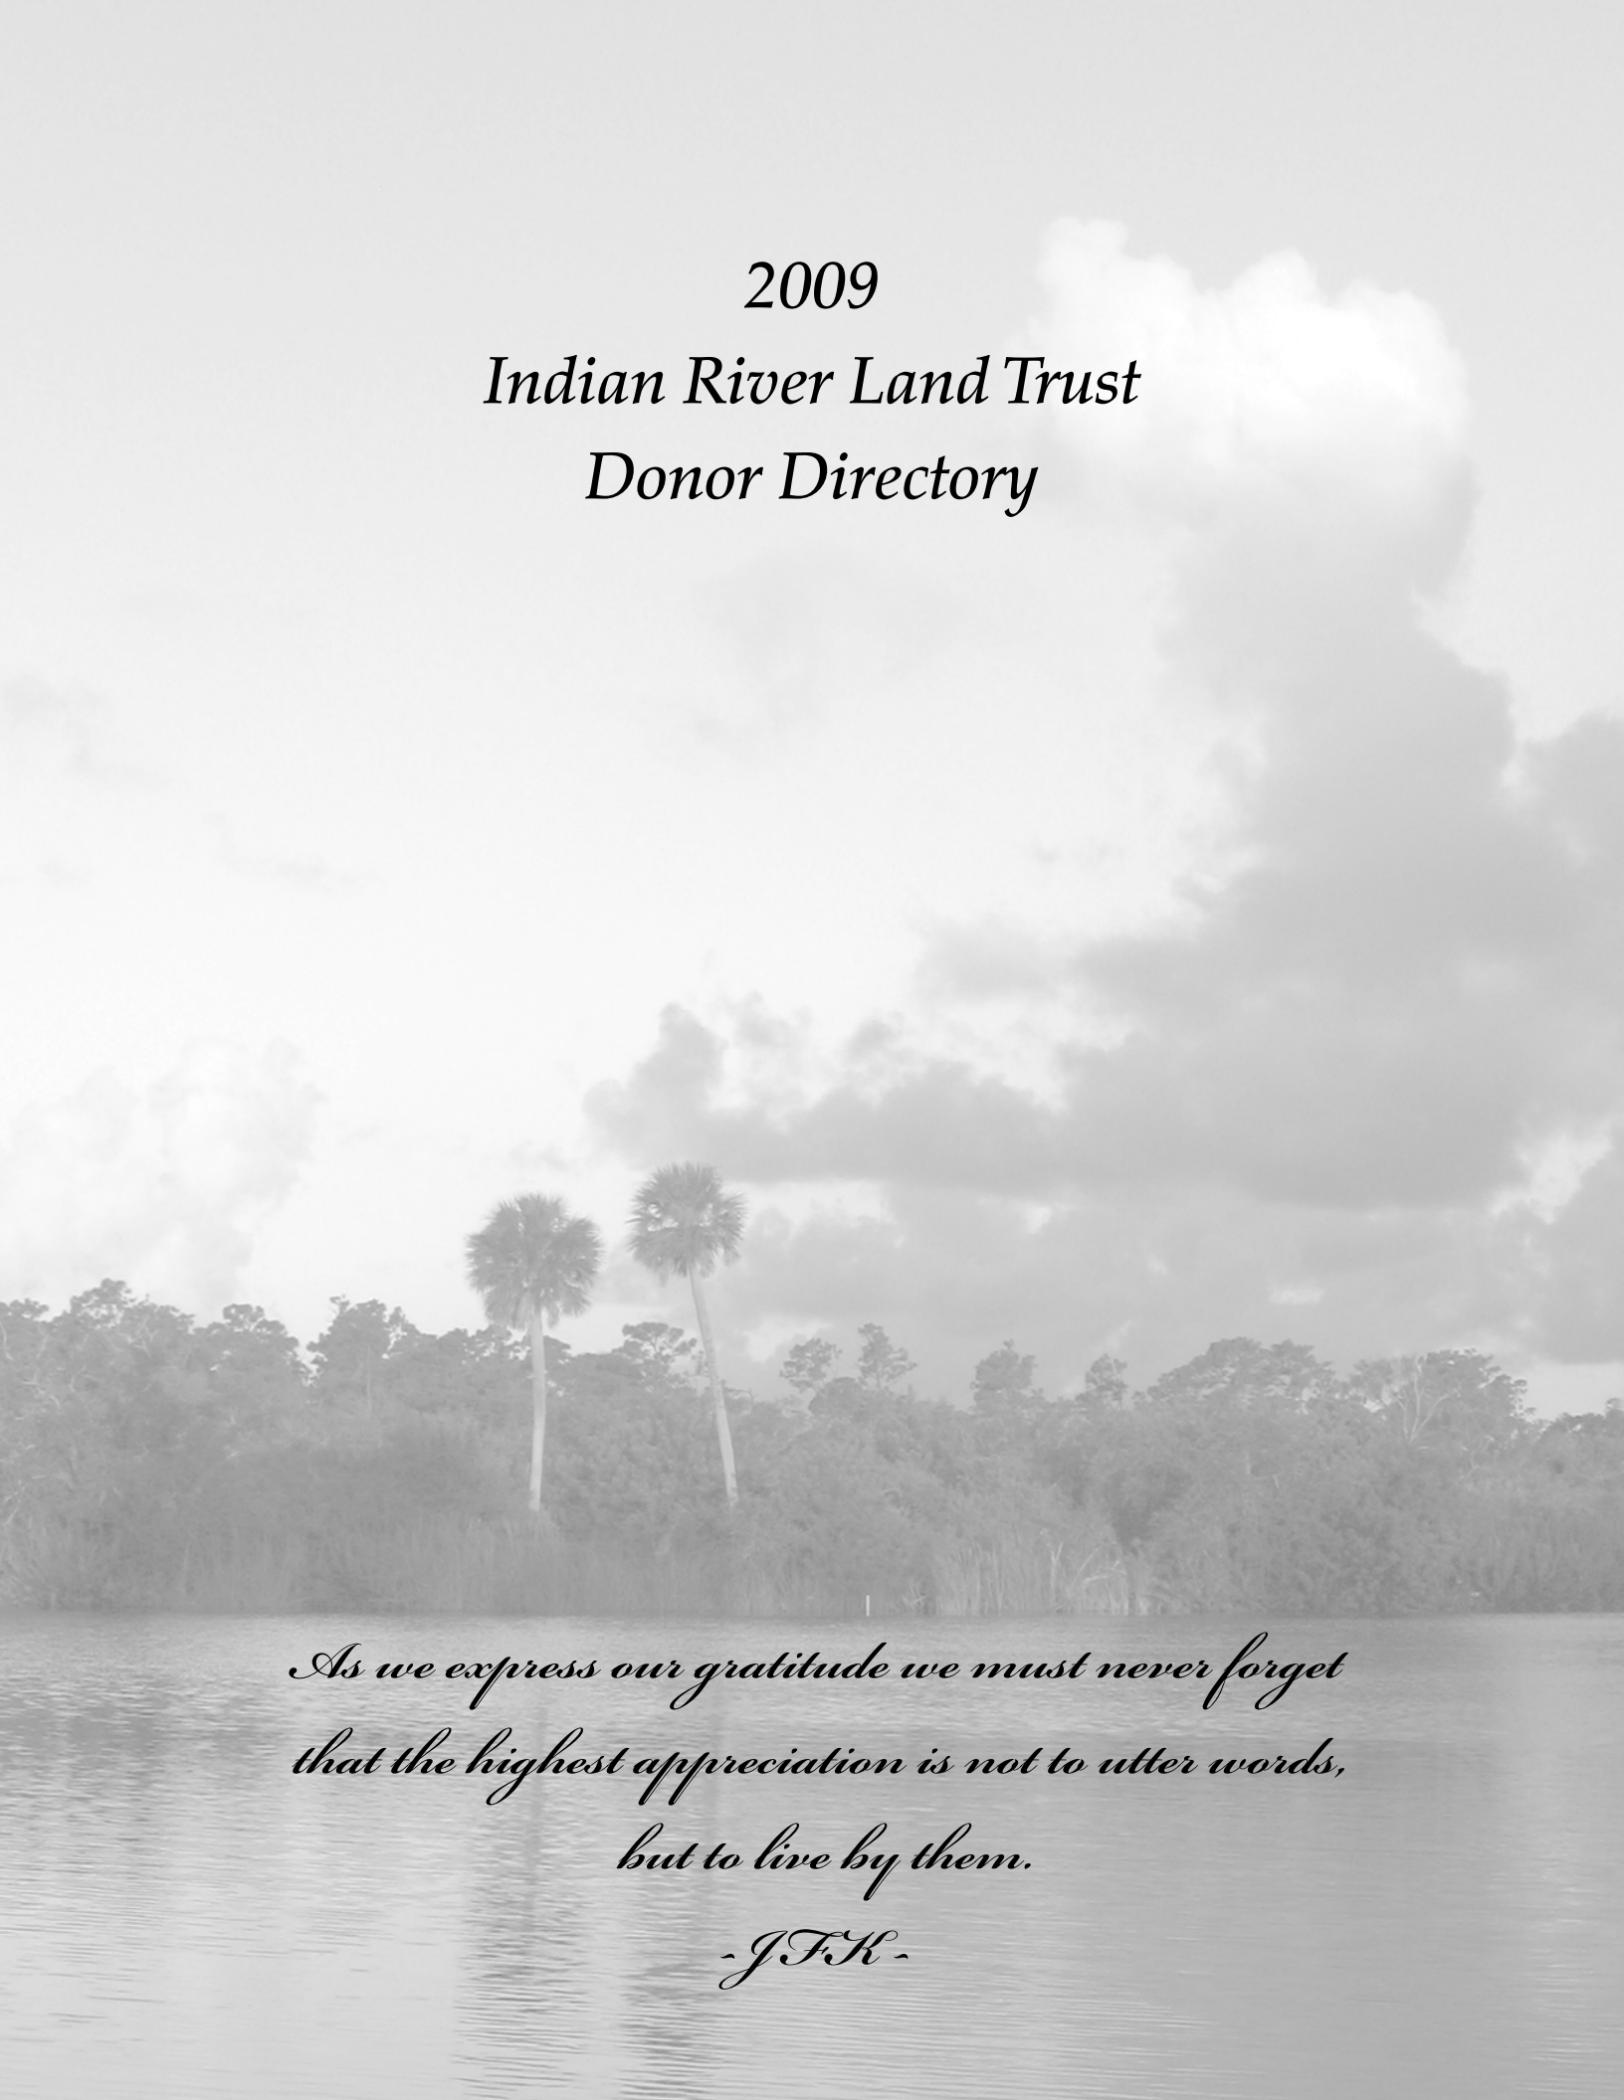 2009
Indian River Land Trust
Donor Directory
As we express our gratitude we must never forget
that the highest appreciation is not to utter words,
but to live by them.
-JFK-